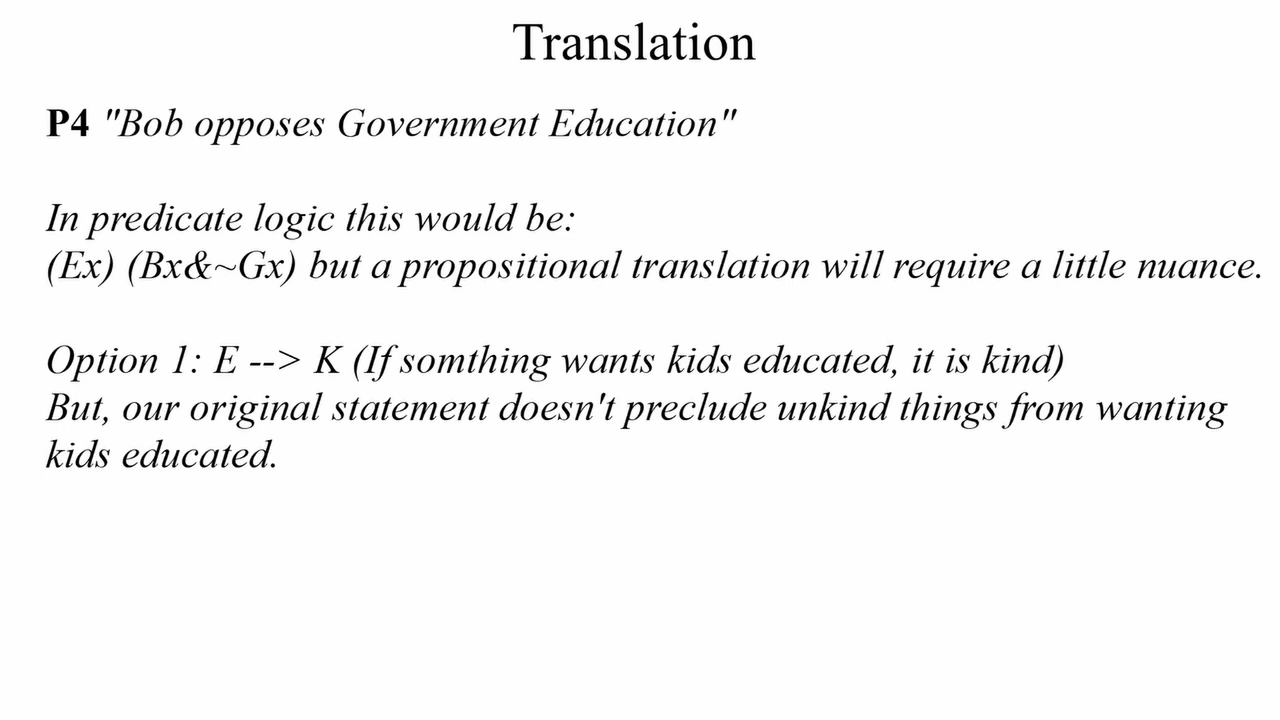 Translation
P4 "Bob opposes Government Education"
In predicate logic this would be:
(Ex) (Bx&~Gx) but a propositional translation will require a little nuance.
Option 1: E --> K (If somthing wants kids educated, it is kind)
But, our original statement doesn't preclude unkind things from wanting
kids educated.